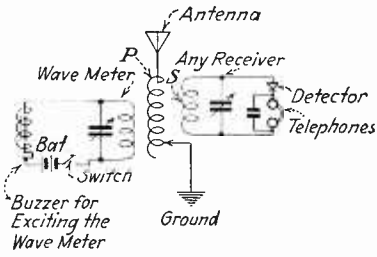 Antenna
P
S
Any Receiver
Wave Meter
Detector
Telephones
Bat
Switch
Buzzer for
Exciting the
Wave Meter
Ground